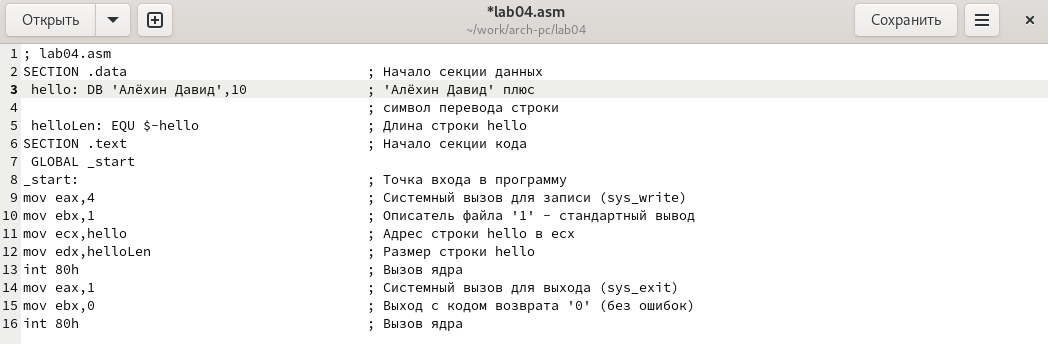 Открыть *lab04.asm Сохранить
~/work/arch-pc/lab04
1 ; lab04.asm
2 SECTION .data ; Начало секции данных
3 hello: DB 'Алёхин Давид',10 ; 'Алёхин Давид' плюс
4 ; символ перевода строки
5 helloLen: EQU $-hello ; Длина строки hello
6 SECTION .text ; Начало секции кода
7 GLOBAL _start
8 _start: ; Точка входа в программу
9 mov eax,4 ; Системный вызов для записи (sys_write)
10 mov ebx,1 ; Описатель файла '1' - стандартный вывод
11 mov ecx,hello ; Адрес строки hello в ecx
12 mov edx,helloLen ; Размер строки hello
13 int 80h ; Вызов ядра
14 mov eax,1 ; Системный вызов для выхода (sys_exit)
15 mov ebx,0 ; Выход с кодом возврата '0' (без ошибок)
16 int 80h ; Вызов ядра